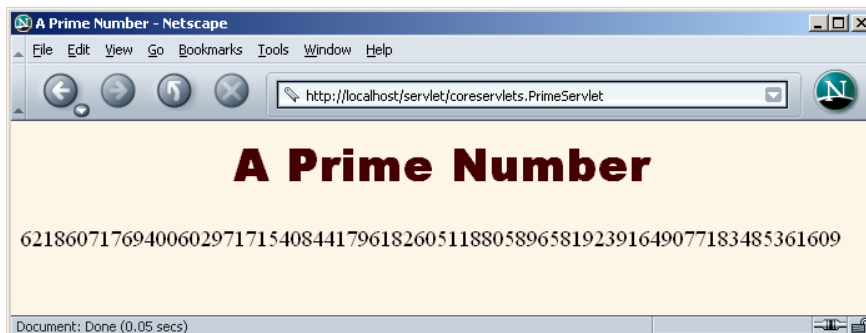 A Prime Number - Netscape
File Edit View Go Bookmarks Tools Window Help
http://localhost/servlet/coreservlets.PrimeServlet
N
A Prime Number
6218607176940060297171540844179618260511880589658192391649077183485361609
Document: Done (0.05 secs)